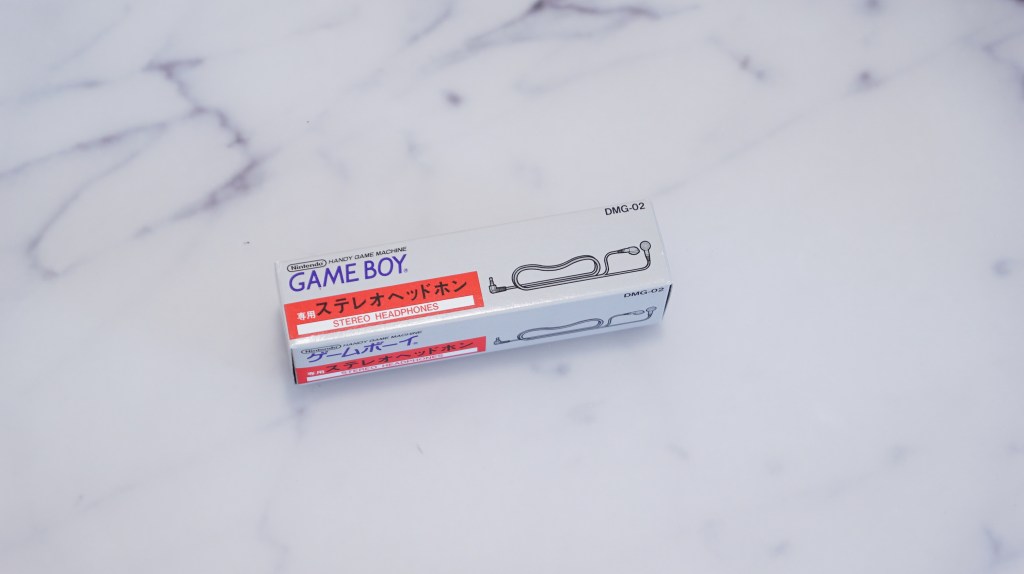 Nintendo HANDY GAME MACHINE
GAME BOY®
DMG-02
専用 ステレオヘッドホン
STEREO HEADPHONES
Nintendo HANDY GAME MACHINE
ゲームボーイ
DMG-02
専用 ステレオヘッドホン
STEREO HEADPHONES